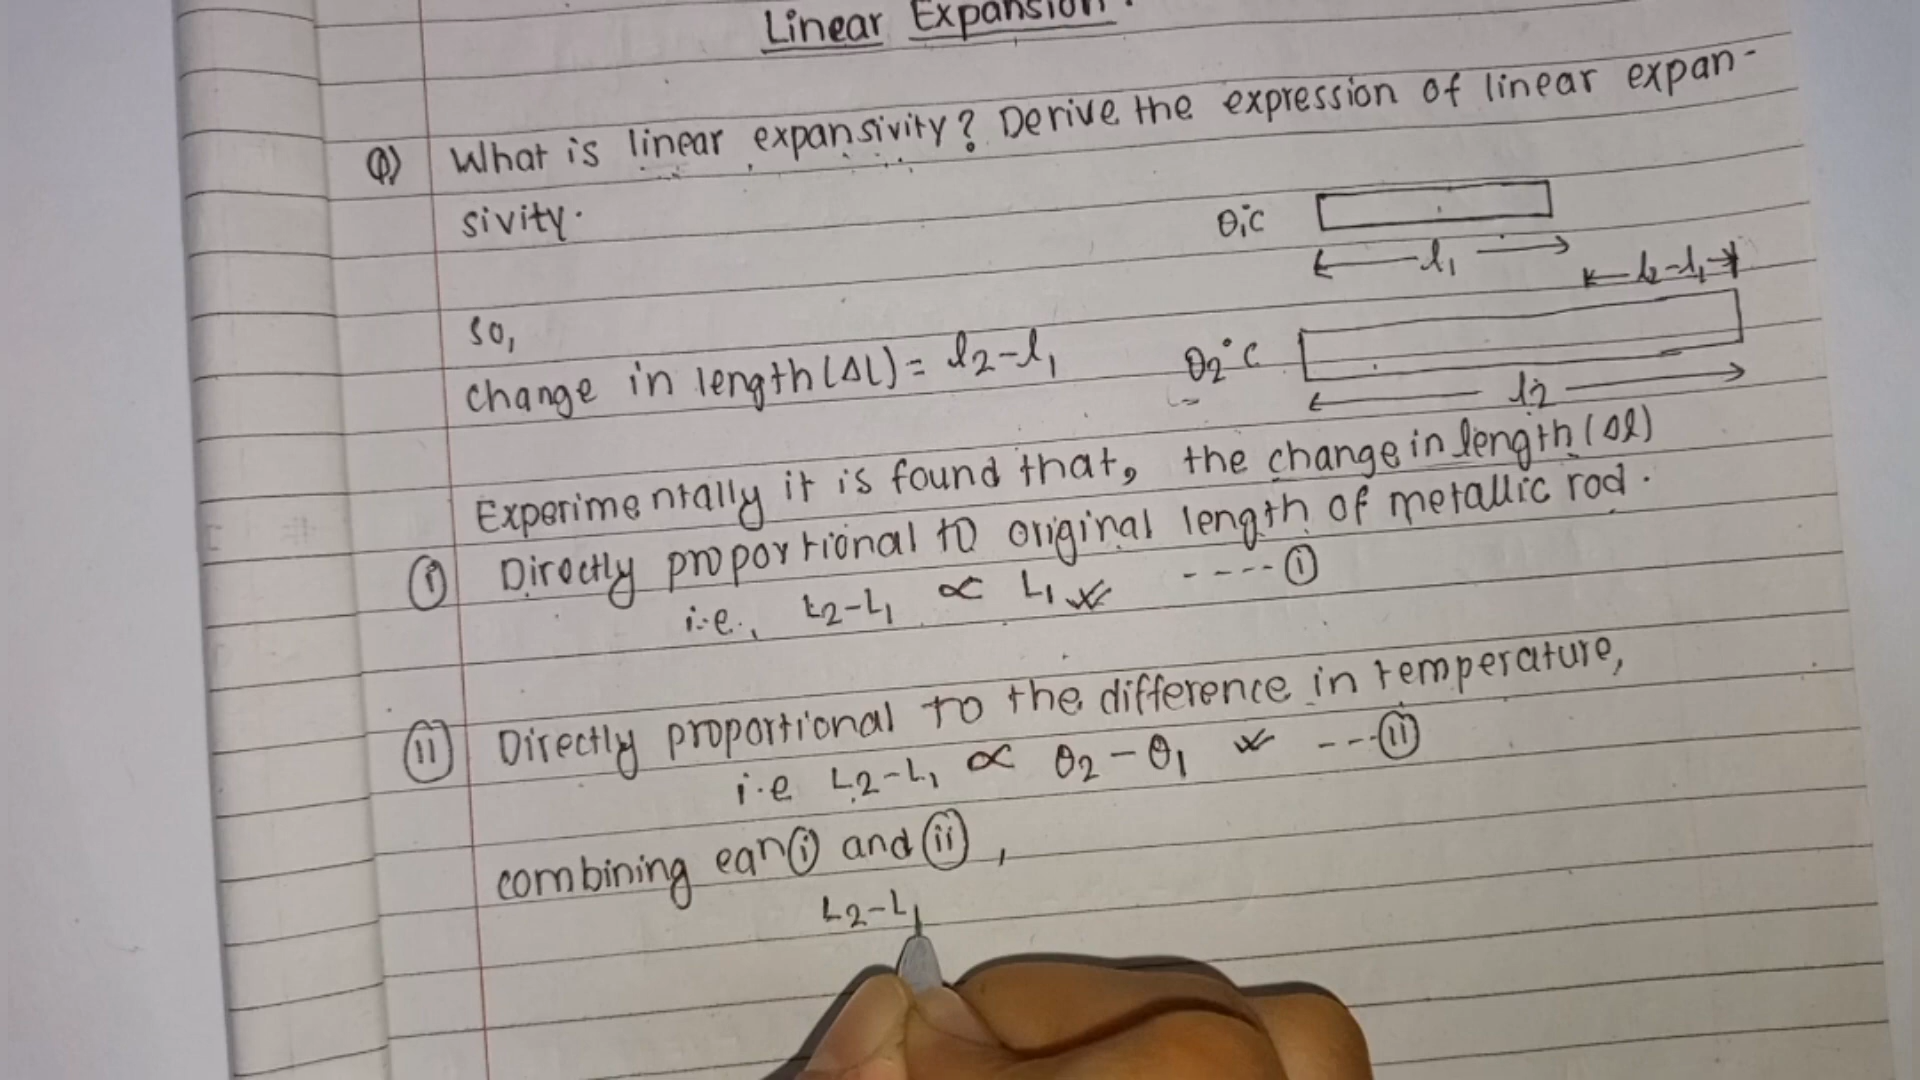 Linear Expansion.
Q) What is linear expansivity? Derive the expression of linear expan-
sivity.
θ₁°C
l₁
l₂-l₁
so,
change in length (ΔL) = l₂-l₁
θ₂°C
l₂
Experimentally it is found that, the change in length (Δl)
(i) Directly proportional to original length of metallic rod.
i.e., L₂-L₁ ∝ L₁ ----(i)
(ii) Directly proportional to the difference in temperature,
i.e L₂-L₁ ∝ θ₂-θ₁ ---(ii)
combining eqn (i) and (ii),
L₂-L₁